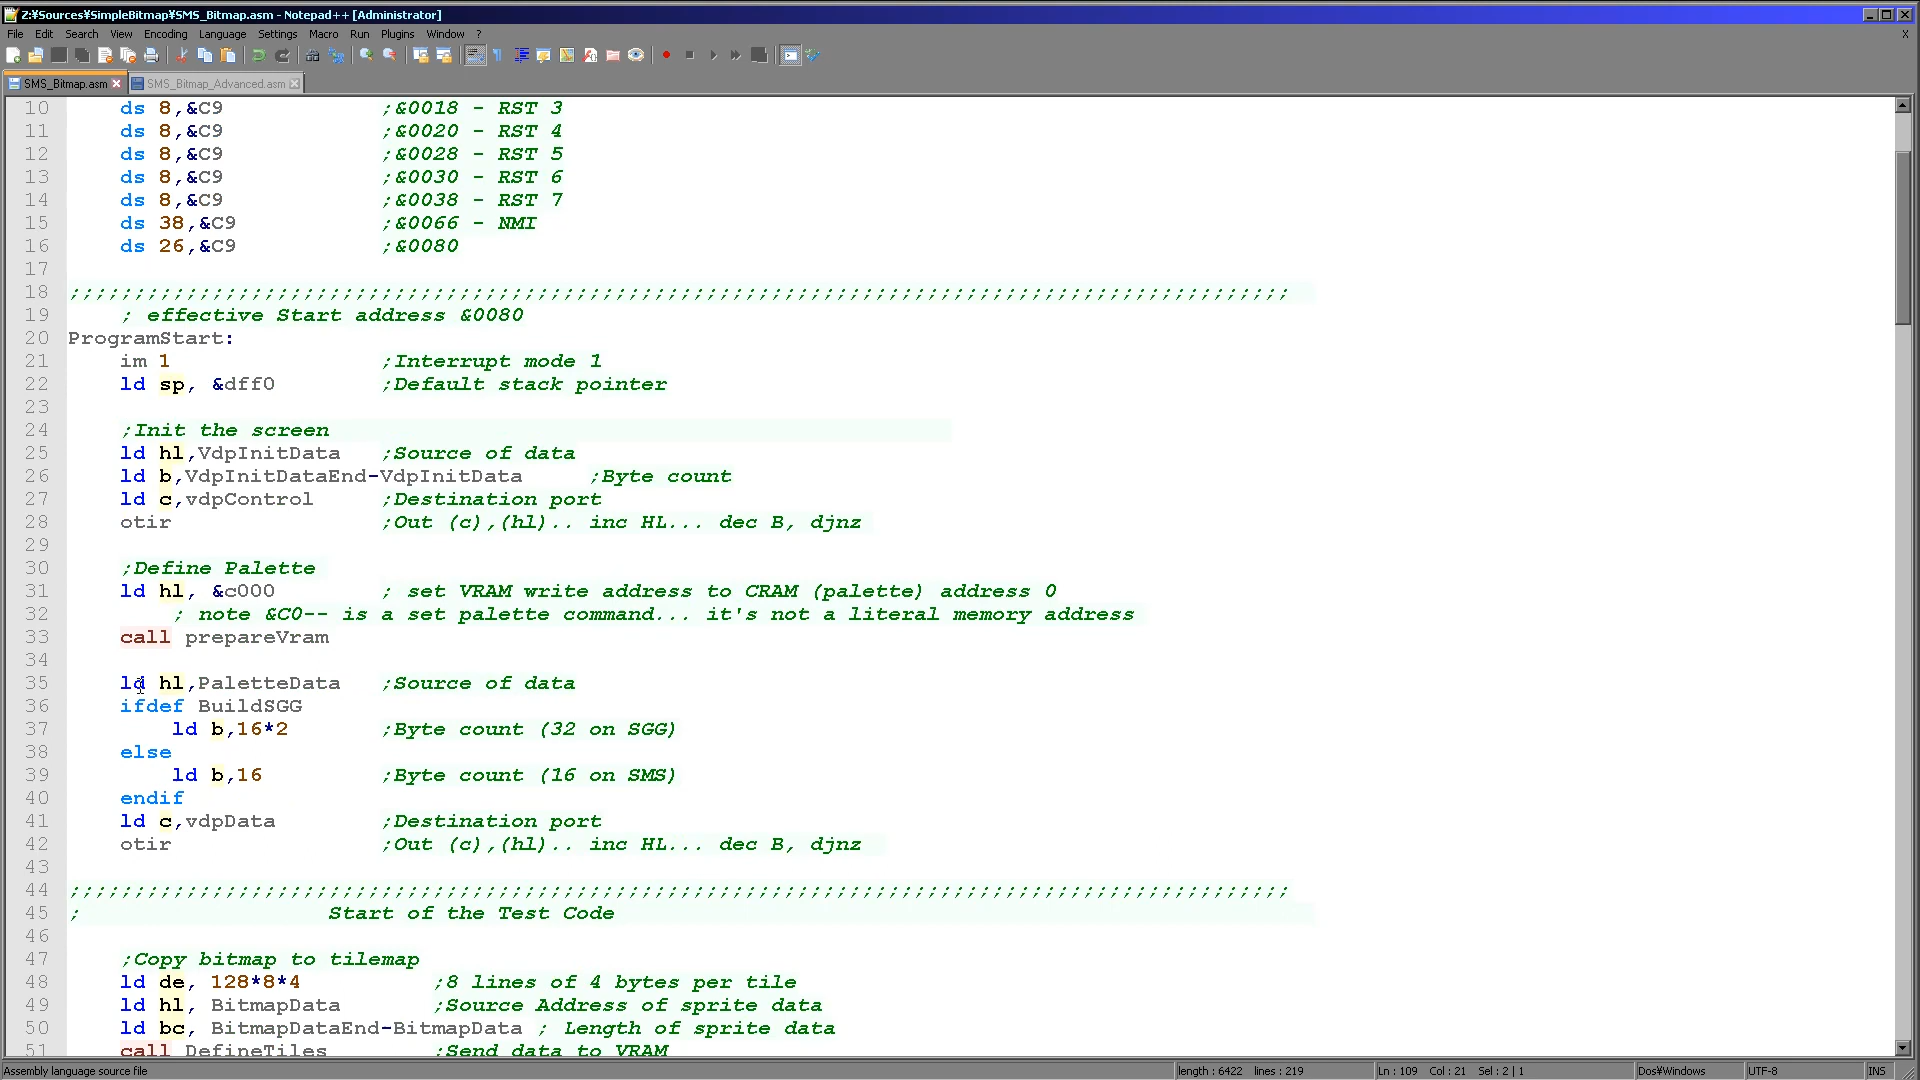 Z:¥Sources¥SimpleBitmap¥SMS_Bitmap.asm - Notepad++ [Administrator]
File Edit Search View Encoding Language Settings Macro Run Plugins Window ? X
SMS_Bitmap.asm SMS_Bitmap_Advanced.asm
10 ds 8,&C9 ;&0018 - RST 3
11 ds 8,&C9 ;&0020 - RST 4
12 ds 8,&C9 ;&0028 - RST 5
13 ds 8,&C9 ;&0030 - RST 6
14 ds 8,&C9 ;&0038 - RST 7
15 ds 38,&C9 ;&0066 - NMI
16 ds 26,&C9 ;&0080
17
18 ;;;;;;;;;;;;;;;;;;;;;;;;;;;;;;;;;;;;;;;;;;;;;;;;;;;;;;;;;;;;;;;;;;;;;;;;;;;;;;;;;;;;;;;;;;;;;;
19 ; effective Start address &0080
20 ProgramStart:
21 im 1 ;Interrupt mode 1
22 ld sp, &dff0 ;Default stack pointer
23
24 ;Init the screen
25 ld hl,VdpInitData ;Source of data
26 ld b,VdpInitDataEnd-VdpInitData ;Byte count
27 ld c,vdpControl ;Destination port
28 otir ;Out (c),(hl).. inc HL... dec B, djnz
29
30 ;Define Palette
31 ld hl, &c000 ; set VRAM write address to CRAM (palette) address 0
32 ; note &C0-- is a set palette command... it's not a literal memory address
33 call prepareVram
34
35 ld hl,PaletteData ;Source of data
36 ifdef BuildSGG
37 ld b,16*2 ;Byte count (32 on SGG)
38 else
39 ld b,16 ;Byte count (16 on SMS)
40 endif
41 ld c,vdpData ;Destination port
42 otir ;Out (c),(hl).. inc HL... dec B, djnz
43
44 ;;;;;;;;;;;;;;;;;;;;;;;;;;;;;;;;;;;;;;;;;;;;;;;;;;;;;;;;;;;;;;;;;;;;;;;;;;;;;;;;;;;;;;;;;;;;;;
45 ; Start of the Test Code
46
47 ;Copy bitmap to tilemap
48 ld de, 128*8*4 ;8 lines of 4 bytes per tile
49 ld hl, BitmapData ;Source Address of sprite data
50 ld bc, BitmapDataEnd-BitmapData ; Length of sprite data
51 call DefineTiles ;Send data to VRAM
Assembly language source file length : 6422 lines : 219 Ln : 109 Col : 21 Sel : 2 | 1 Dos¥Windows UTF-8 INS